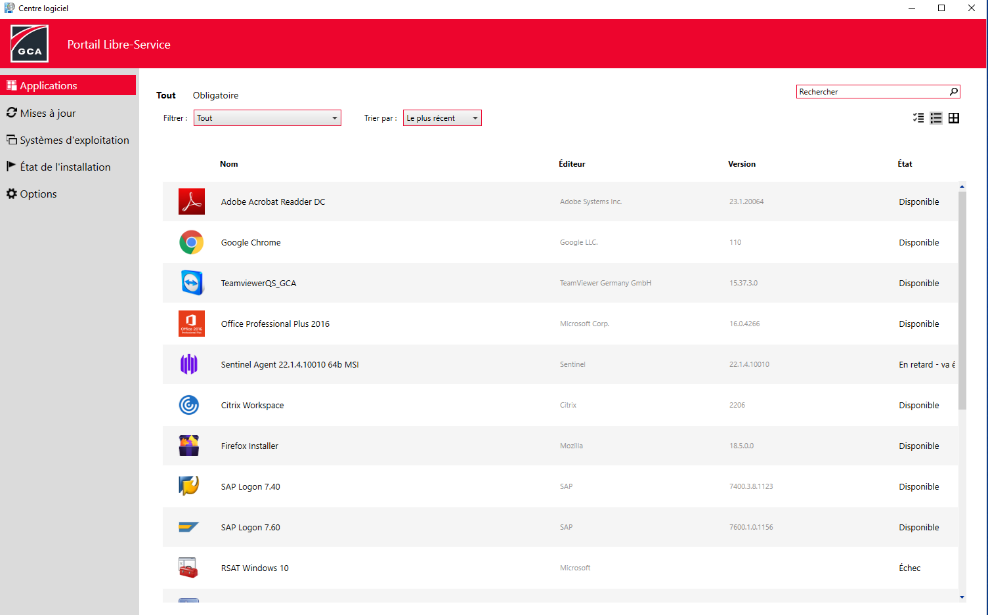 Centre logiciel
GCA
Portail Libre-Service
Applications
Mises à jour
Systèmes d'exploitation
État de l'installation
Options
Tout Obligatoire
Rechercher
Filtrer : Tout Trier par : Le plus récent
Nom Éditeur Version État
Adobe Acrobat Readder DC Adobe Systems Inc. 23.1.20064 Disponible
Google Chrome Google LLC. 110 Disponible
TeamviewerQS_GCA TeamViewer Germany GmbH 15.37.3.0 Disponible
Office Professional Plus 2016 Microsoft Corp. 16.0.4266 Disponible
Sentinel Agent 22.1.4.10010 64b MSI Sentinel 22.1.4.10010 En retard - va é
Citrix Workspace Citrix 2206 Disponible
Firefox Installer Mozilla 18.5.0.0 Disponible
SAP Logon 7.40 SAP 7400.3.8.1123 Disponible
SAP Logon 7.60 SAP 7600.1.0.1156 Disponible
RSAT Windows 10 Microsoft Échec